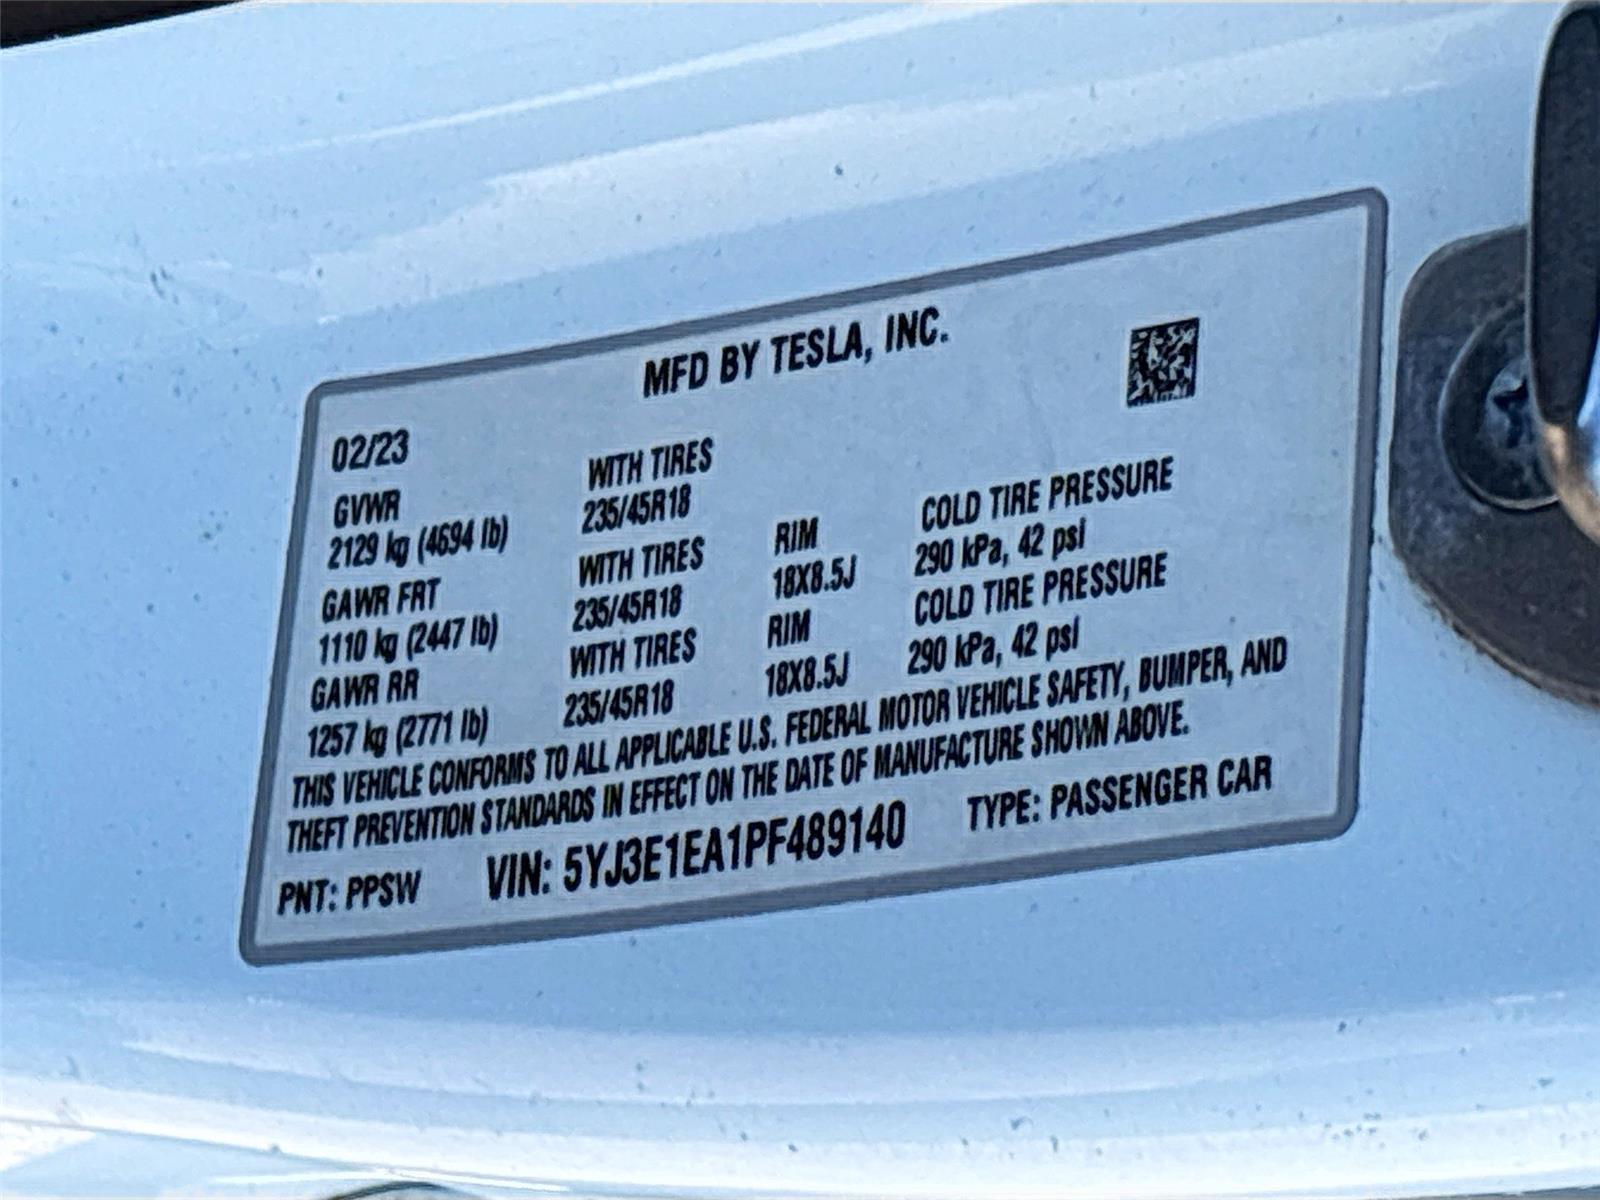 MFD BY TESLA, INC.
02/23
GVWR WITH TIRES
2129 kg (4694 lb) 235/45R18 RIM COLD TIRE PRESSURE
GAWR FRT WITH TIRES 18X8.5J 290 kPa, 42 psi
1110 kg (2447 lb) 235/45R18 RIM COLD TIRE PRESSURE
GAWR RR WITH TIRES 18X8.5J 290 kPa, 42 psi
1257 kg (2771 lb) 235/45R18
THIS VEHICLE CONFORMS TO ALL APPLICABLE U.S. FEDERAL MOTOR VEHICLE SAFETY, BUMPER, AND
THEFT PREVENTION STANDARDS IN EFFECT ON THE DATE OF MANUFACTURE SHOWN ABOVE.
PNT: PPSW VIN: 5YJ3E1EA1PF489140 TYPE: PASSENGER CAR